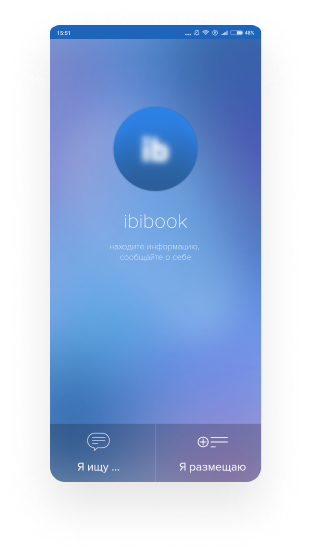 15:51
48%
ib
ibibook
находите информацию,
сообщайте о себе
Я ищу ...
Я размещаю